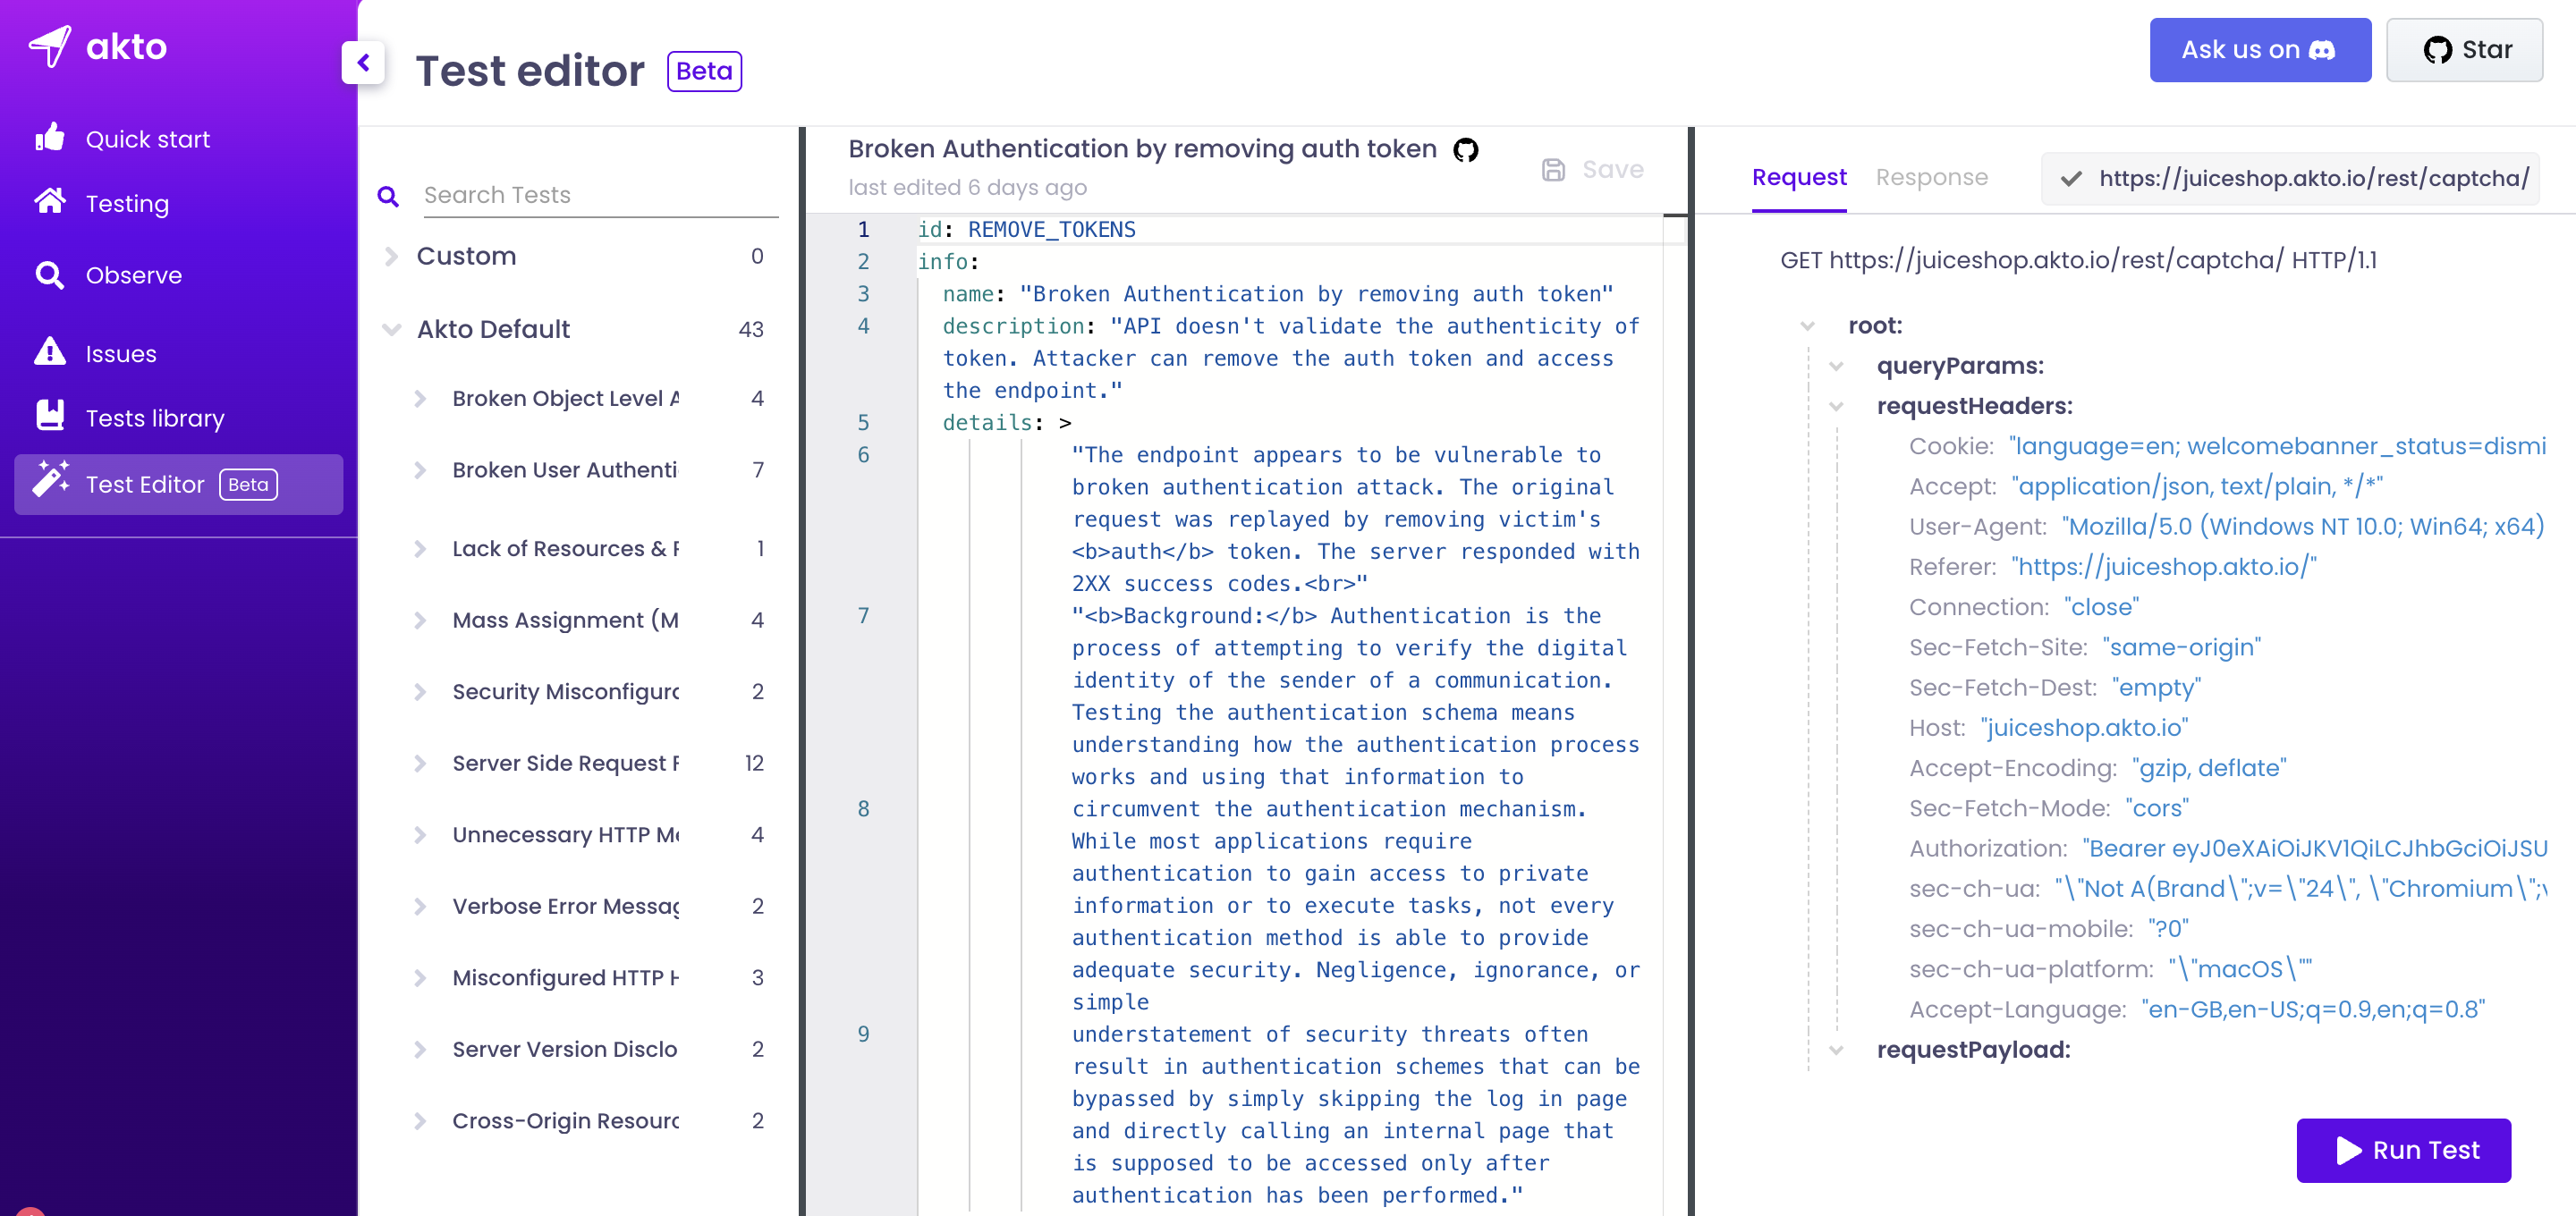 akto
Quick start
Testing
Observe
Issues
Tests library
Test Editor Beta
Test editor Beta
Ask us on
Star
Search Tests
Custom 0
Akto Default 43
Broken Object Level A 4
Broken User Authenti 7
Lack of Resources & 1
Mass Assignment (M 4
Security Misconfigur 2
Server Side Request 12
Unnecessary HTTP M 4
Verbose Error Messag 2
Misconfigured HTTP 3
Server Version Disclo 2
Cross-Origin Resour 2
Broken Authentication by removing auth token
last edited 6 days ago
Save
1 id: REMOVE_TOKENS
2 info:
3 name: "Broken Authentication by removing auth token"
4 description: "API doesn't validate the authenticity of
token. Attacker can remove the auth token and access
the endpoint."
5 details: >
6 "The endpoint appears to be vulnerable to
broken authentication attack. The original
request was replayed by removing victim's
<b>auth</b> token. The server responded with
2XX success codes.<br>"
7 "<b>Background:</b> Authentication is the
process of attempting to verify the digital
identity of the sender of a communication.
Testing the authentication schema means
understanding how the authentication process
works and using that information to
8 circumvent the authentication mechanism.
While most applications require
authentication to gain access to private
information or to execute tasks, not every
authentication method is able to provide
adequate security. Negligence, ignorance, or
simple
9 understatement of security threats often
result in authentication schemes that can be
bypassed by simply skipping the log in page
and directly calling an internal page that
is supposed to be accessed only after
authentication has been performed."
Request Response
https://juiceshop.akto.io/rest/captcha/
GET https://juiceshop.akto.io/rest/captcha/ HTTP/1.1
root:
queryParams:
requestHeaders:
Cookie: "language=en; welcomebanner_status=dismi
Accept: "application/json, text/plain, */*"
User-Agent: "Mozilla/5.0 (Windows NT 10.0; Win64; x64)
Referer: "https://juiceshop.akto.io/"
Connection: "close"
Sec-Fetch-Site: "same-origin"
Sec-Fetch-Dest: "empty"
Host: "juiceshop.akto.io"
Accept-Encoding: "gzip, deflate"
Sec-Fetch-Mode: "cors"
Authorization: "Bearer eyJ0eXAiOiJKV1QiLCJhbGciOiJSU
sec-ch-ua: "\"Not A(Brand\";v=\"24\", \"Chromium\";
sec-ch-ua-mobile: "?0"
sec-ch-ua-platform: "\"macOS\""
Accept-Language: "en-GB,en-US;q=0.9,en;q=0.8"
requestPayload:
Run Test